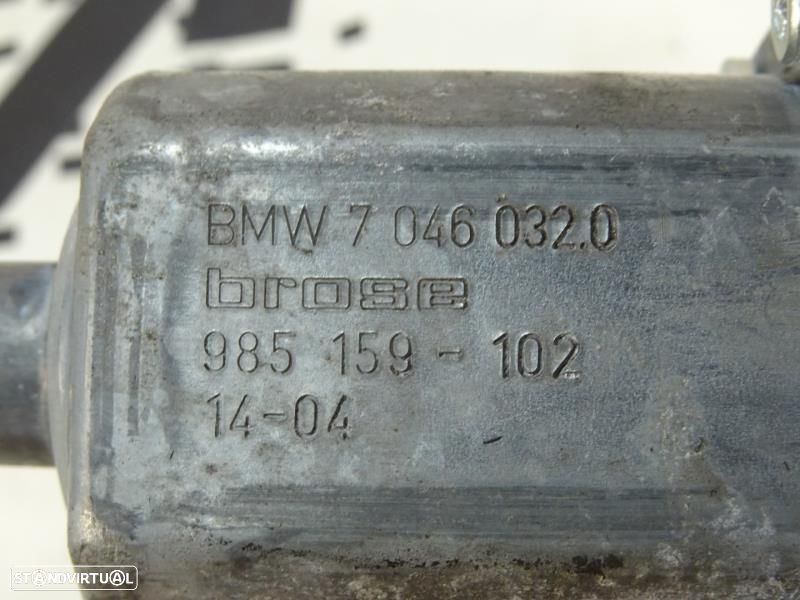 BMW 7 046 032.0
brose
985 159-102
14-04
STANDVIRTUAL